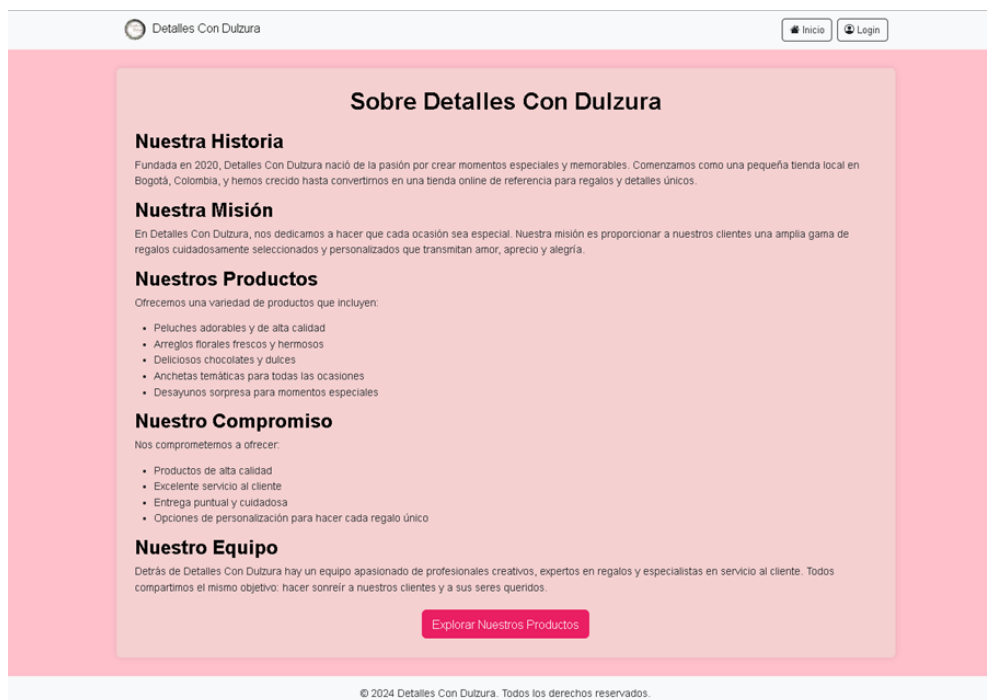 Detalles Con Dulzura
Inicio
Login
Sobre Detalles Con Dulzura
Nuestra Historia
Fundada en 2020, Detalles Con Dulzura nació de la pasión por crear momentos especiales y memorables. Comenzamos como una pequeña tienda local en
Bogotá, Colombia, y hemos crecido hasta convertirnos en una tienda online de referencia para regalos y detalles únicos.
Nuestra Misión
En Detalles Con Dulzura, nos dedicamos a hacer que cada ocasión sea especial. Nuestra misión es proporcionar a nuestros clientes una amplia gama de
regalos cuidadosamente seleccionados y personalizados que transmitan amor, aprecio y alegría.
Nuestros Productos
Ofrecemos una variedad de productos que incluyen:
• Peluches adorables y de alta calidad
• Arreglos florales frescos y hermosos
• Deliciosos chocolates y dulces
• Anchetas temáticas para todas las ocasiones
• Desayunos sorpresa para momentos especiales
Nuestro Compromiso
Nos comprometemos a ofrecer:
• Productos de alta calidad
• Excelente servicio al cliente
• Entrega puntual y cuidadosa
• Opciones de personalización para hacer cada regalo único
Nuestro Equipo
Detrás de Detalles Con Dulzura hay un equipo apasionado de profesionales creativos, expertos en regalos y especialistas en servicio al cliente. Todos
compartimos el mismo objetivo: hacer sonreír a nuestros clientes y a sus seres queridos.
Explorar Nuestros Productos
© 2024 Detalles Con Dulzura. Todos los derechos reservados.